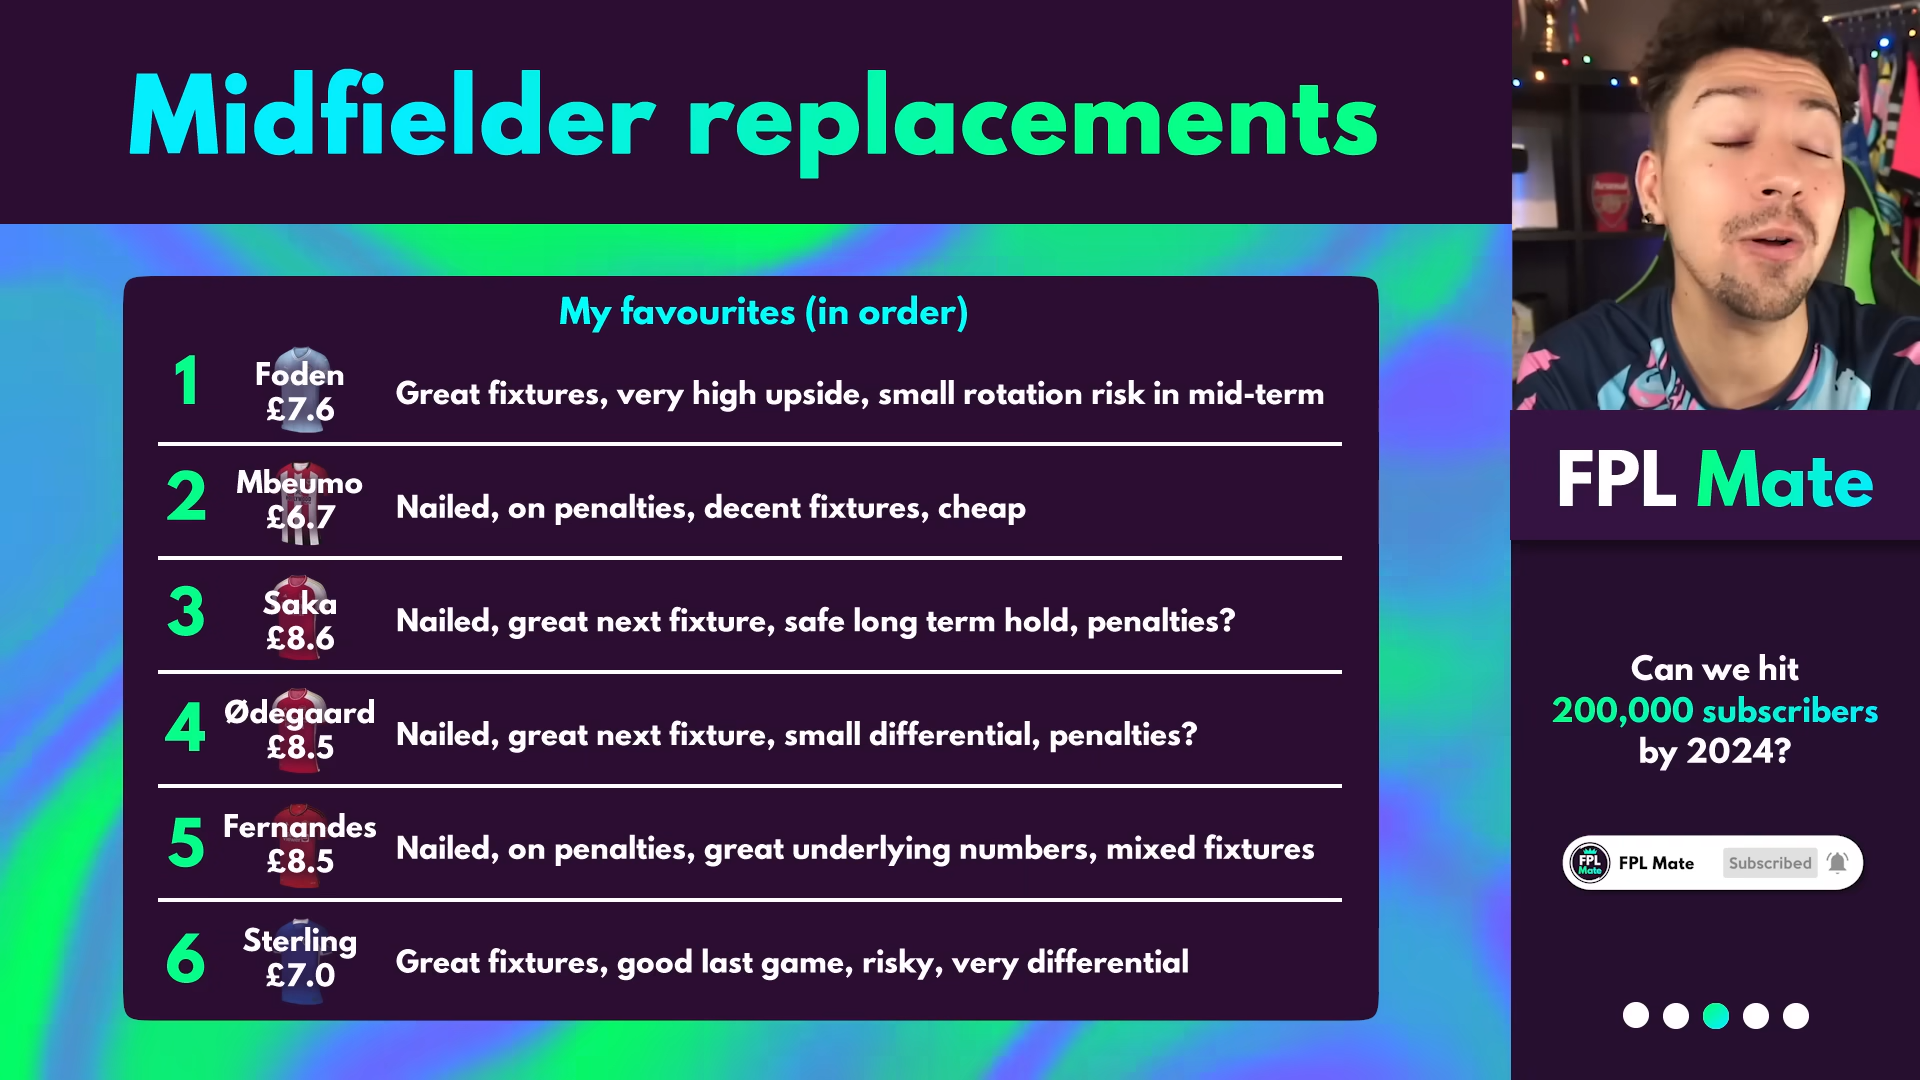 Midfielder replacements
My favourites (in order)
1
Foden
£7.6
Great fixtures, very high upside, small rotation risk in mid-term
2
Mbeumo
£6.7
Nailed, on penalties, decent fixtures, cheap
3
Saka
£8.6
Nailed, great next fixture, safe long term hold, penalties?
4
Ødegaard
£8.5
Nailed, great next fixture, small differential, penalties?
5
Fernandes
£8.5
Nailed, on penalties, great underlying numbers, mixed fixtures
6
Sterling
£7.0
Great fixtures, good last game, risky, very differential
Arsenal
FPL Mate
Can we hit
200,000 subscribers
by 2024?
FPL
Mate
FPL Mate
Subscribed